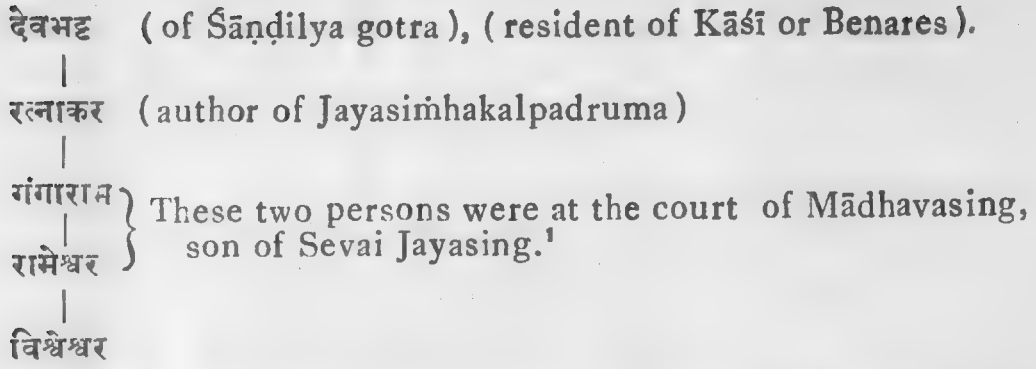 देवभट्ट ( of Śāṇḍilya gotra ), ( resident of Kāśī or Benares ).
रत्नाकर ( author of Jayasiṁhakalpadruma )
गंगाराम
These two persons were at the court of Mādhavasing,
son of Sevai Jayasing.¹
रामेश्वर
विश्वेश्वर